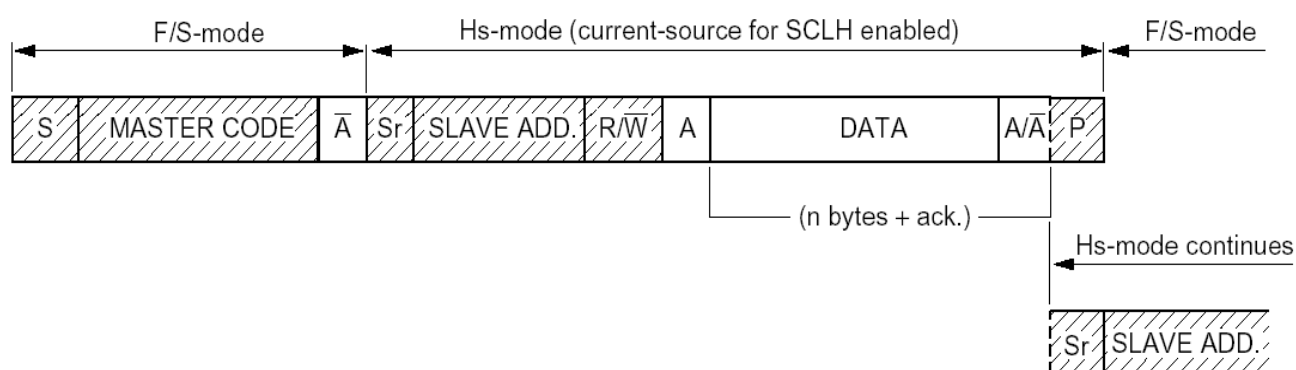 F/S-mode Hs-mode (current-source for SCLH enabled) F/S-mode
S MASTER CODE A̅ Sr SLAVE ADD. R/W̅ A DATA A/A̅ P
(n bytes + ack.)
Hs-mode continues
Sr SLAVE ADD.